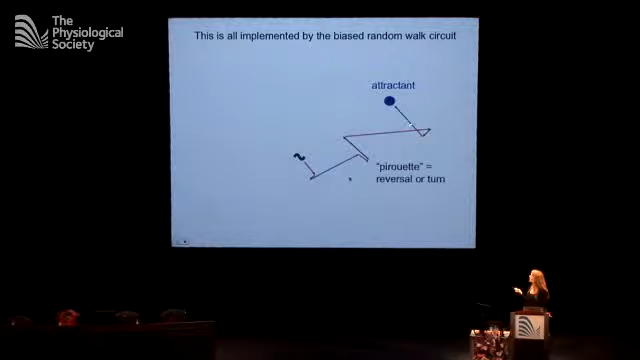 The
Physiological
Society
This is all implemented by the biased random walk circuit
attractant
"pirouette" =
reversal or turn